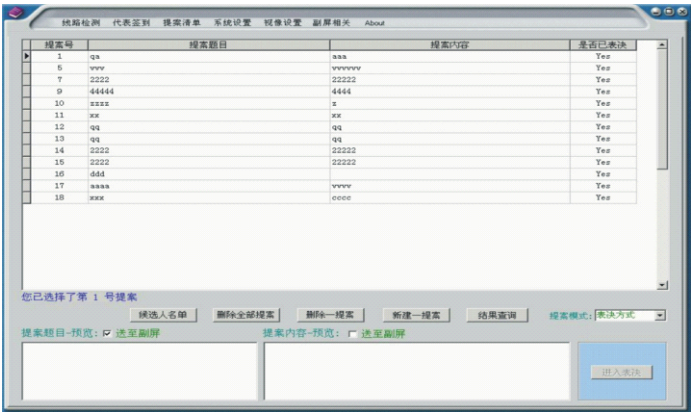 线路检测 代表签到 提案清单 系统设置 视像设置 副屏相关 About
提案号 提案题目 提案内容 是否已表决
1 qa aaa Yes
5 vvv vvvvvv Yes
7 2222 22222 Yes
9 44444 4444 Yes
10 zzzz z Yes
11 xx xx Yes
12 qq qq Yes
13 qq qq Yes
14 2222 22222 Yes
15 2222 22222 Yes
16 ddd Yes
17 aaaa vvvv Yes
18 xxx cccc Yes
您已选择了第 1 号提案
候选人名单 删除全部提案 删除一提案 新建一提案 结果查询 提案模式: 表决方式
提案题目-预览: 送至副屏 提案内容-预览: 送至副屏
进入表决